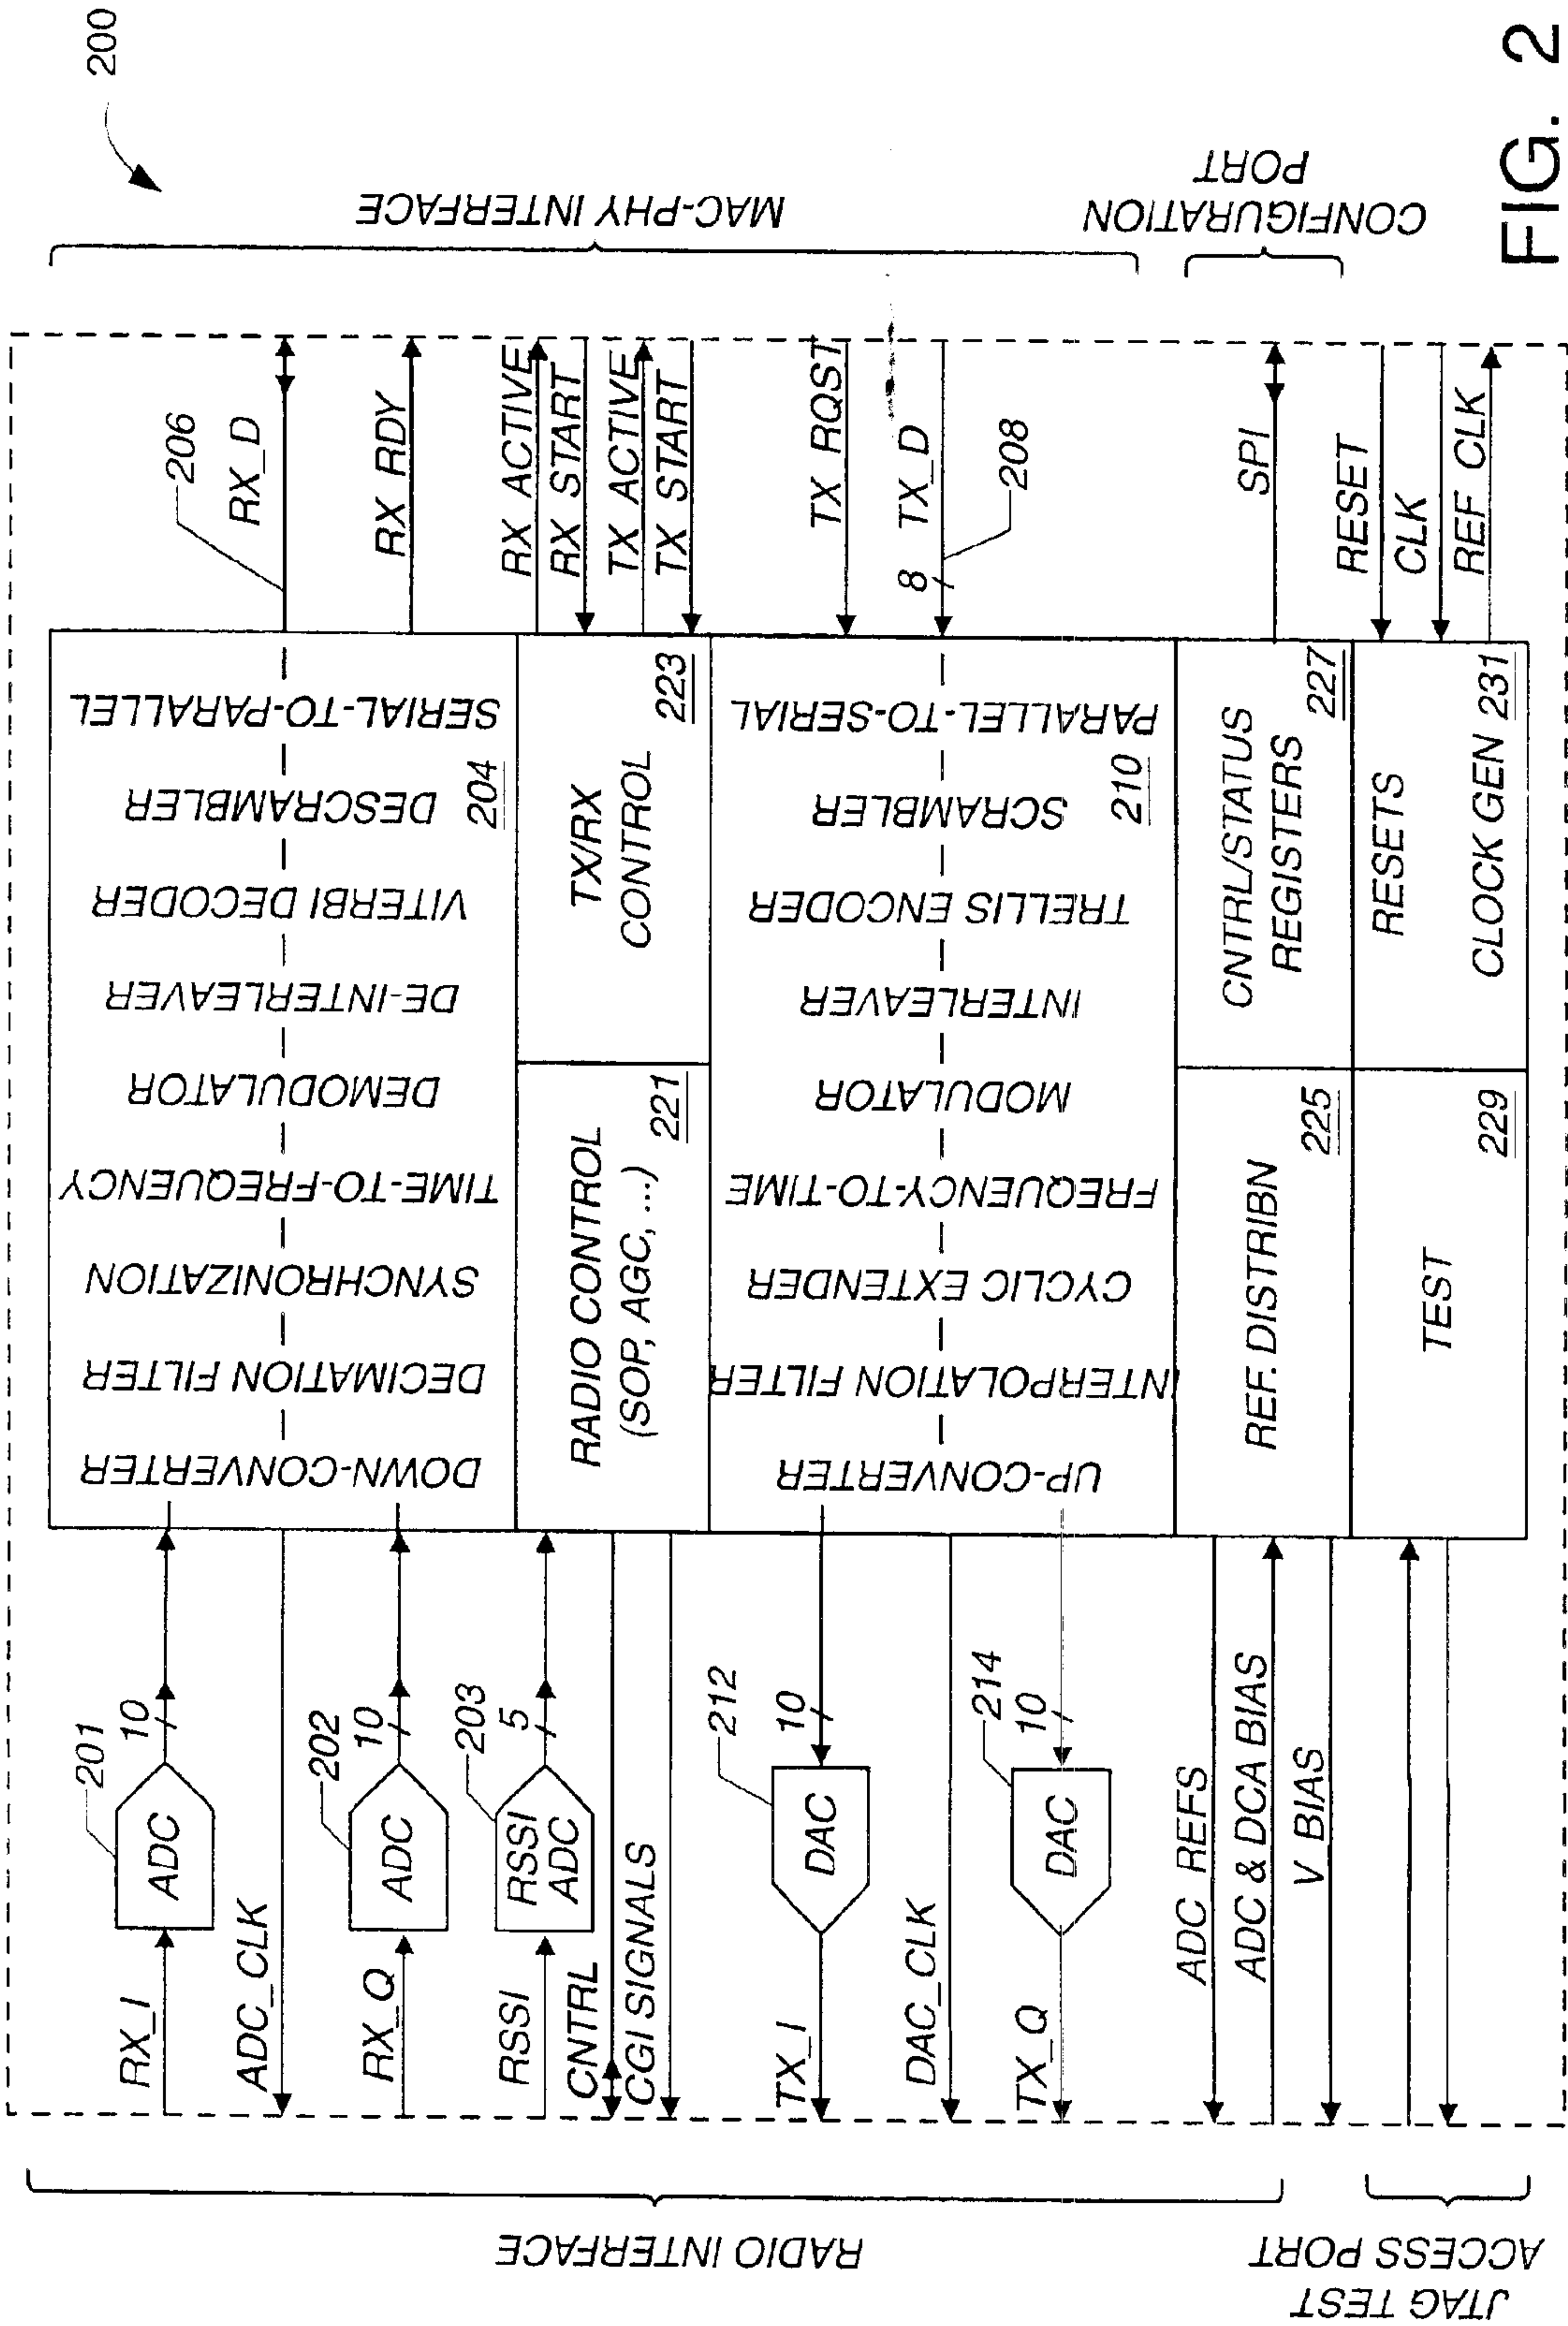 200
RADIO INTERFACE
JTAG TEST
ACCESS PORT
RX_I
201
ADC
10
ADC_CLK
RX_Q
202
ADC
10
RSSI
203
RSSI
ADC
5
CNTRL
CGI SIGNALS
TX_I
212
DAC
10
DAC_CLK
TX_Q
214
DAC
10
ADC REFS
ADC & DCA BIAS
V BIAS
DOWN-CONVERTER
DECIMATION FILTER
SYNCHRONIZATION
TIME-TO-FREQUENCY
DEMODULATOR
DE-INTERLEAVER
VITERBI DECODER
DESCRAMBLER
SERIAL-TO-PARALLEL
204
RADIO CONTROL
(SOP, AGC, ...)
221
TX/RX
CONTROL
223
UP-CONVERTER
INTERPOLATION FILTER
CYCLIC EXTENDER
FREQUENCY-TO-TIME
MODULATOR
INTERLEAVER
TRELLIS ENCODER
SCRAMBLER
PARALLEL-TO-SERIAL
210
REF. DISTRIBN
225
CNTRL/STATUS
REGISTERS
227
TEST
229
RESETS
CLOCK GEN 231
206
RX_D
RX RDY
RX ACTIVE
RX START
TX ACTIVE
TX START
TX RQST
8
TX_D
208
SPI
RESET
CLK
REF CLK
MAC-PHY INTERFACE
CONFIGURATION
PORT
FIG. 2